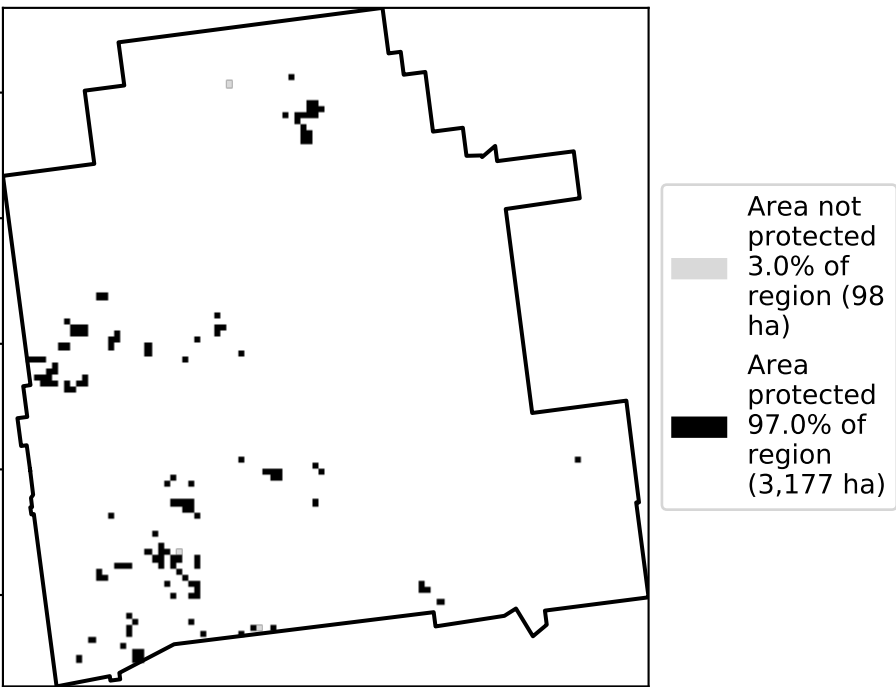 Area not
protected
3.0% of
region (98
ha)
Area
protected
97.0% of
region
(3,177 ha)